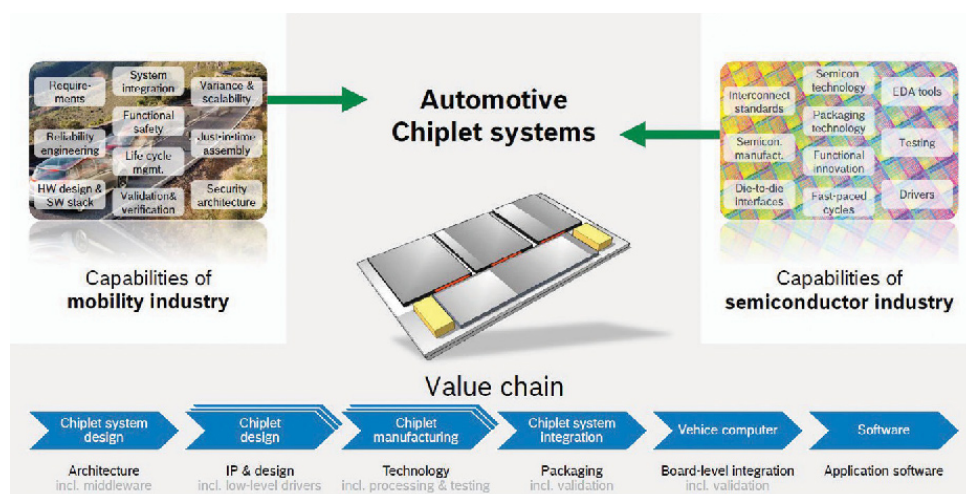 Require-
ments
System
integration
Variance &
scalability
Functional
safety
Reliability
engineering
Just-in-time
assembly
Life cycle
mgmt.
HW design &
SW stack
Validation&
verification
Security
architecture
Capabilities of
mobility industry
Automotive
Chiplet systems
Interconnect
standards
Semicon
technology
EDA tools
Packaging
technology
Semicon.
manufact.
Testing
Functional
innovation
Die-to-die
interfaces
Fast-paced
cycles
Drivers
Capabilities of
semiconductor industry
Value chain
Chiplet system
design
Chiplet
design
Chiplet
manufacturing
Chiplet system
integration
Vehice computer
Software
Architecture
incl. middleware
IP & design
incl. low-level drivers
Technology
incl. processing & testing
Packaging
incl. validation
Board-level integration
incl. validation
Application software